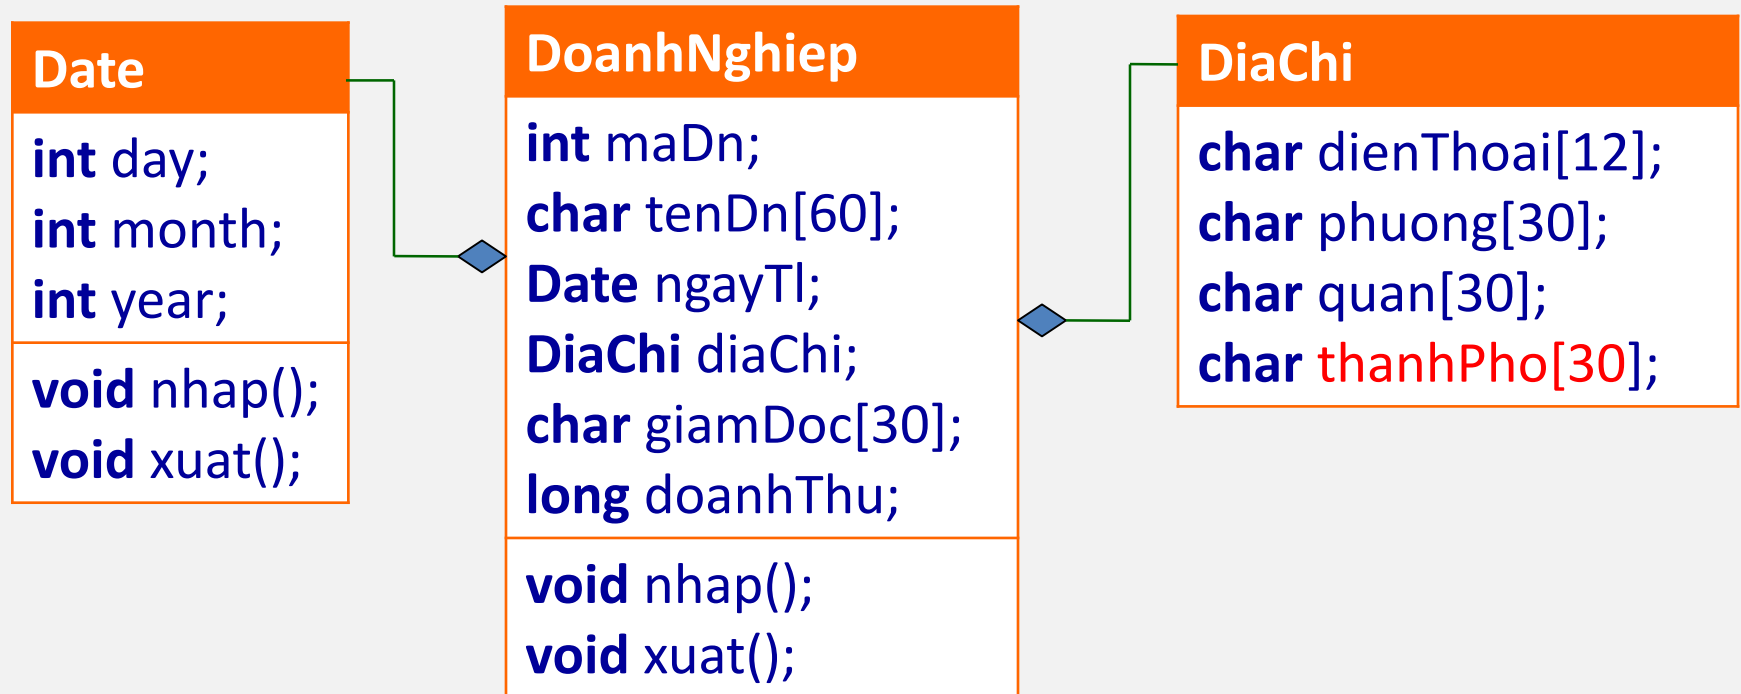 Date
int day;
int month;
int year;
void nhap();
void xuat();
DoanhNghiep
int maDn;
char tenDn[60];
Date ngayTl;
DiaChi diaChi;
char giamDoc[30];
long doanhThu;
void nhap();
void xuat();
DiaChi
char dienThoai[12];
char phuong[30];
char quan[30];
char thanhPho[30];